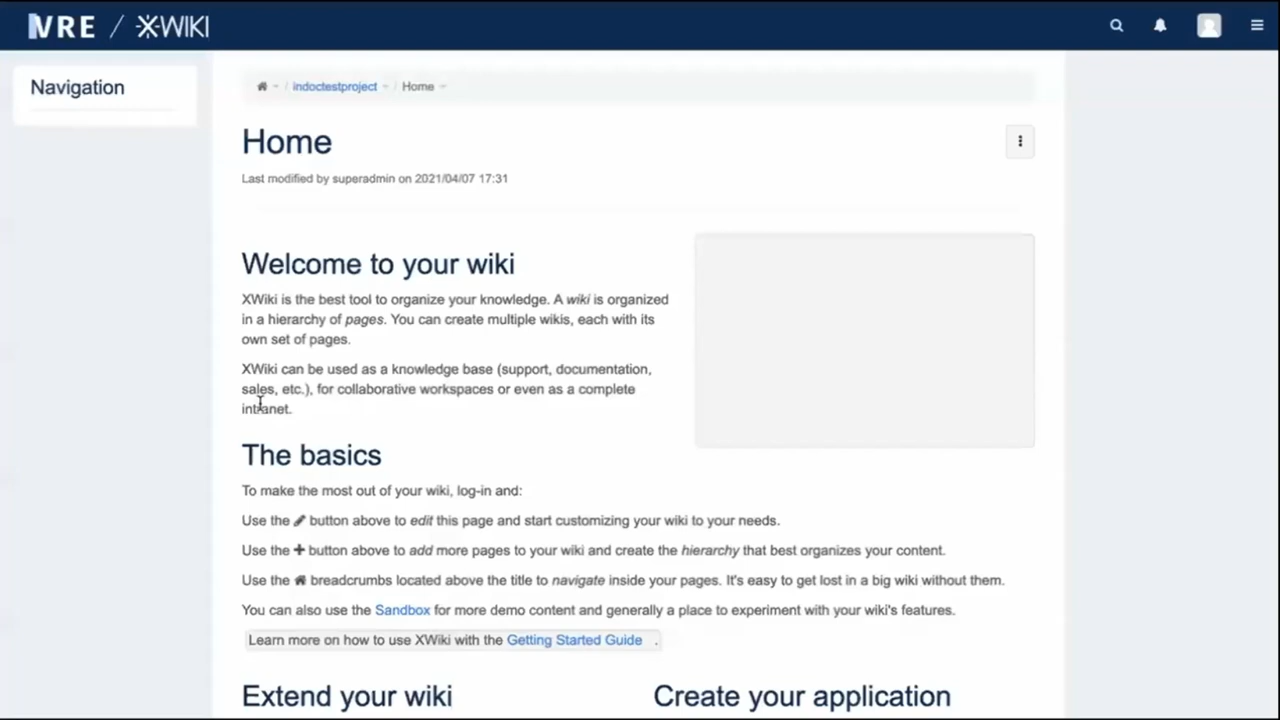 VRE / XWIKI
Navigation
/ indoctestproject / Home
Home
Last modified by superadmin on 2021/04/07 17:31
Welcome to your wiki
XWiki is the best tool to organize your knowledge. A wiki is organized
in a hierarchy of pages. You can create multiple wikis, each with its
own set of pages.
XWiki can be used as a knowledge base (support, documentation,
sales, etc.), for collaborative workspaces or even as a complete
intranet.
The basics
To make the most out of your wiki, log-in and:
Use the button above to edit this page and start customizing your wiki to your needs.
Use the button above to add more pages to your wiki and create the hierarchy that best organizes your content.
Use the breadcrumbs located above the title to navigate inside your pages. It's easy to get lost in a big wiki without them.
You can also use the Sandbox for more demo content and generally a place to experiment with your wiki's features.
Learn more on how to use XWiki with the Getting Started Guide .
Extend your wiki
Create your application